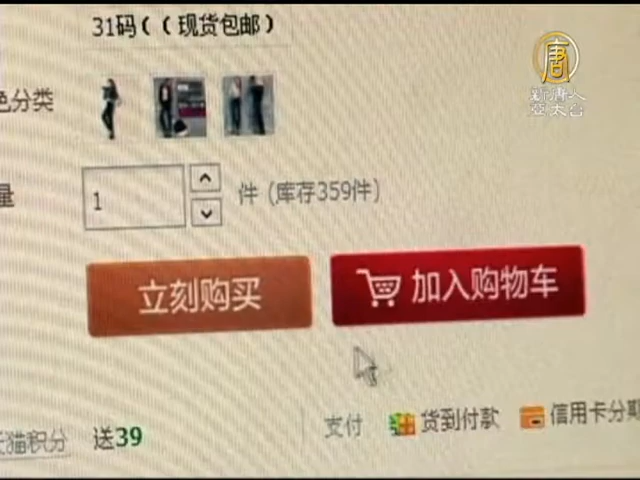 31码((现货包邮)
唐
新唐人
亞太台
色分类
量
1
件(库存359件)
立刻购买
加入购物车
天猫积分 送39
支付 货到付款 信用卡分期